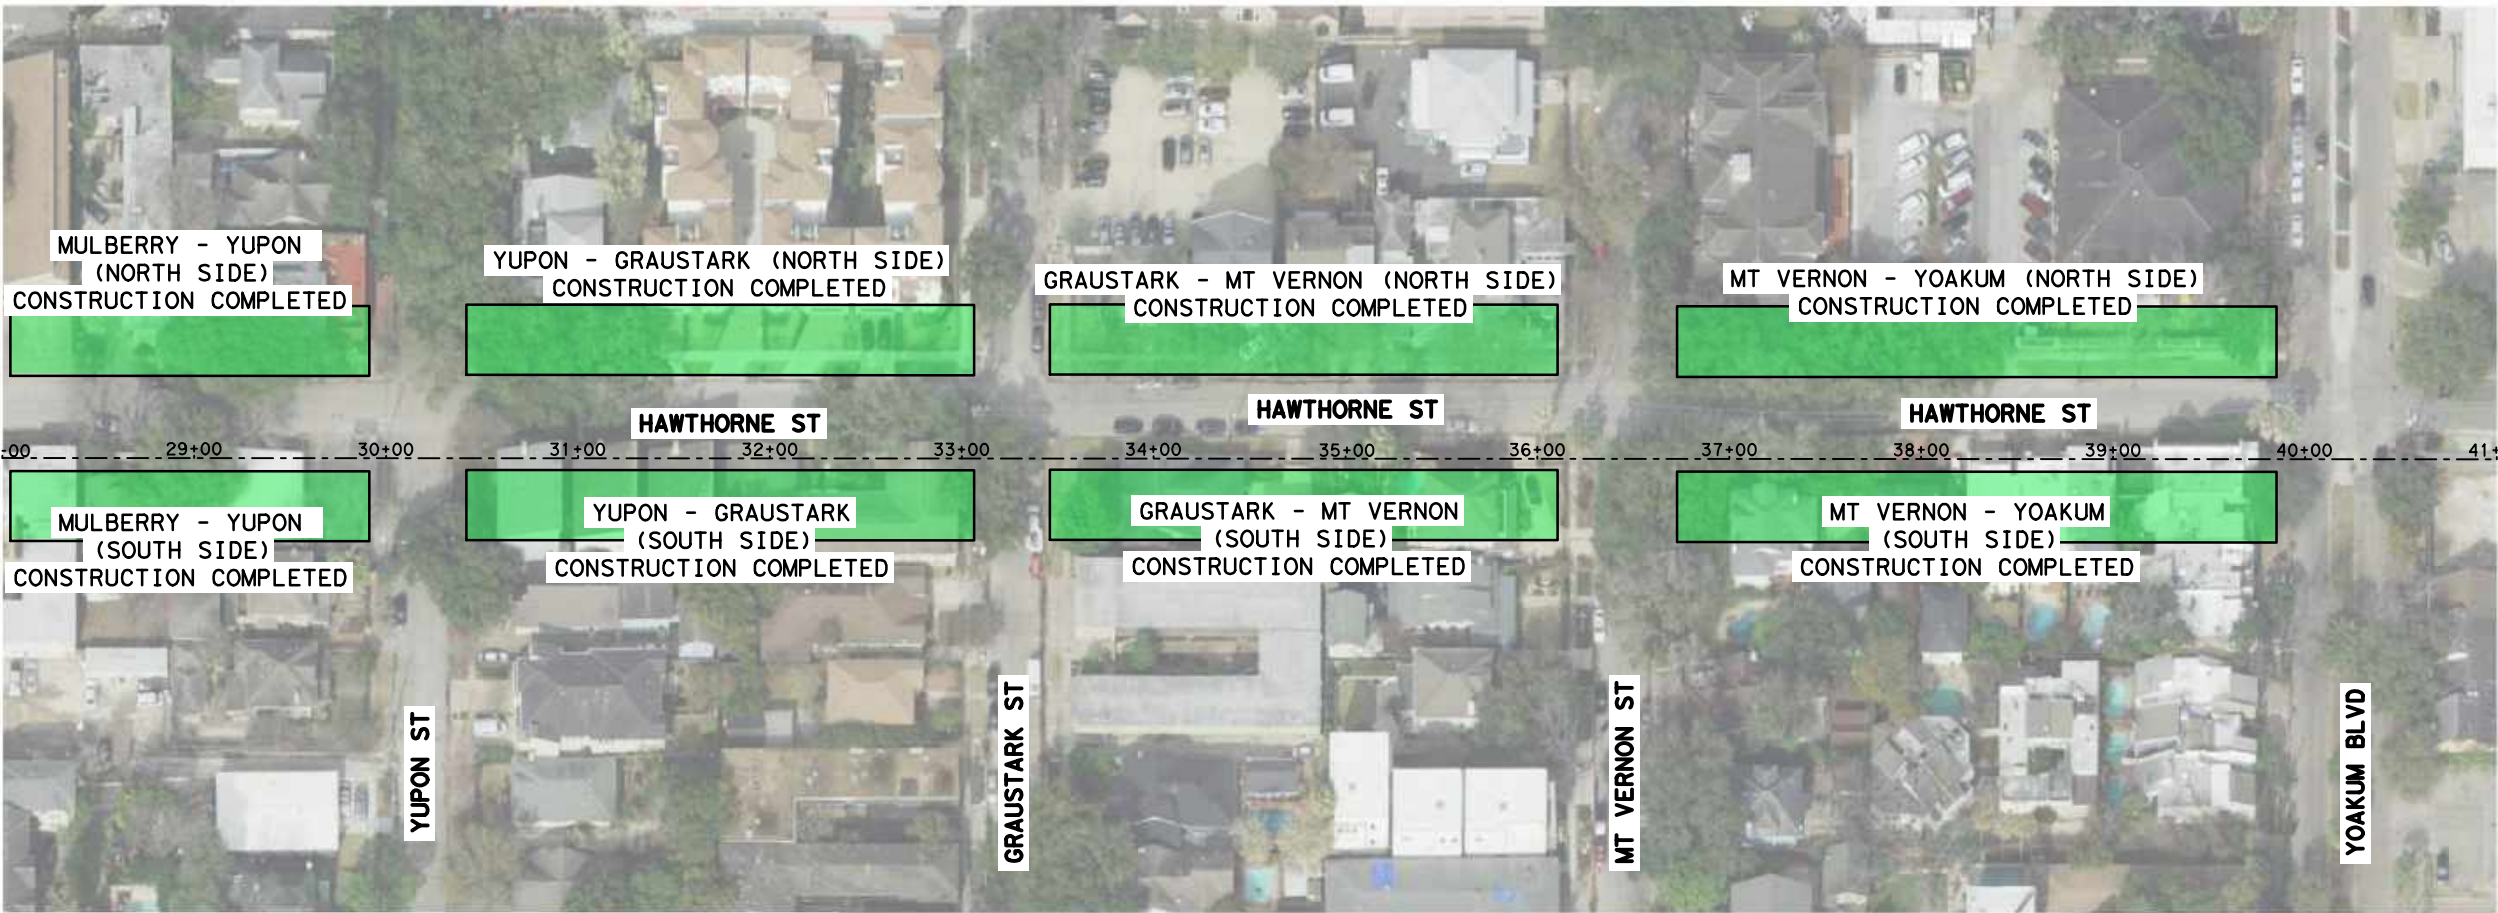 MULBERRY - YUPON
(NORTH SIDE)
CONSTRUCTION COMPLETED
YUPON - GRAUSTARK (NORTH SIDE)
CONSTRUCTION COMPLETED
GRAUSTARK - MT VERNON (NORTH SIDE)
CONSTRUCTION COMPLETED
MT VERNON - YOAKUM (NORTH SIDE)
CONSTRUCTION COMPLETED
HAWTHORNE ST
HAWTHORNE ST
HAWTHORNE ST
-00 29+00 30+00 31+00 32+00 33+00 34+00 35+00 36+00 37+00 38+00 39+00 40+00 41+
MULBERRY - YUPON
(SOUTH SIDE)
CONSTRUCTION COMPLETED
YUPON - GRAUSTARK
(SOUTH SIDE)
CONSTRUCTION COMPLETED
GRAUSTARK - MT VERNON
(SOUTH SIDE)
CONSTRUCTION COMPLETED
MT VERNON - YOAKUM
(SOUTH SIDE)
CONSTRUCTION COMPLETED
YUPON ST
GRAUSTARK ST
MT VERNON ST
YOAKUM BLVD